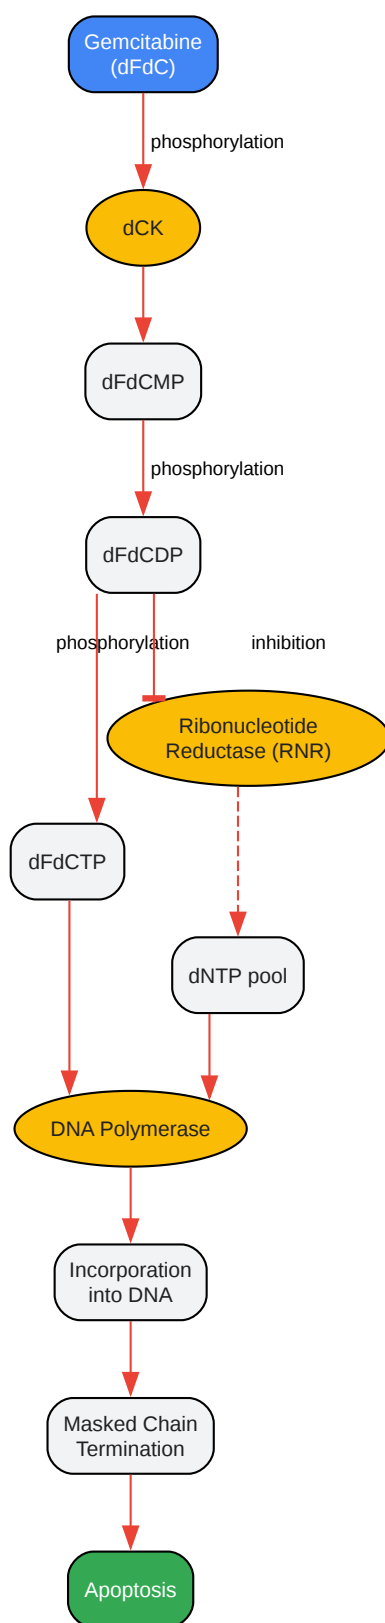 Gemcitabine
(dFdC)
phosphorylation
dCK
dFdCMP
phosphorylation
dFdCDP
phosphorylation
inhibition
Ribonucleotide
Reductase (RNR)
dFdCTP
dNTP pool
DNA Polymerase
Incorporation
into DNA
Masked Chain
Termination
Apoptosis